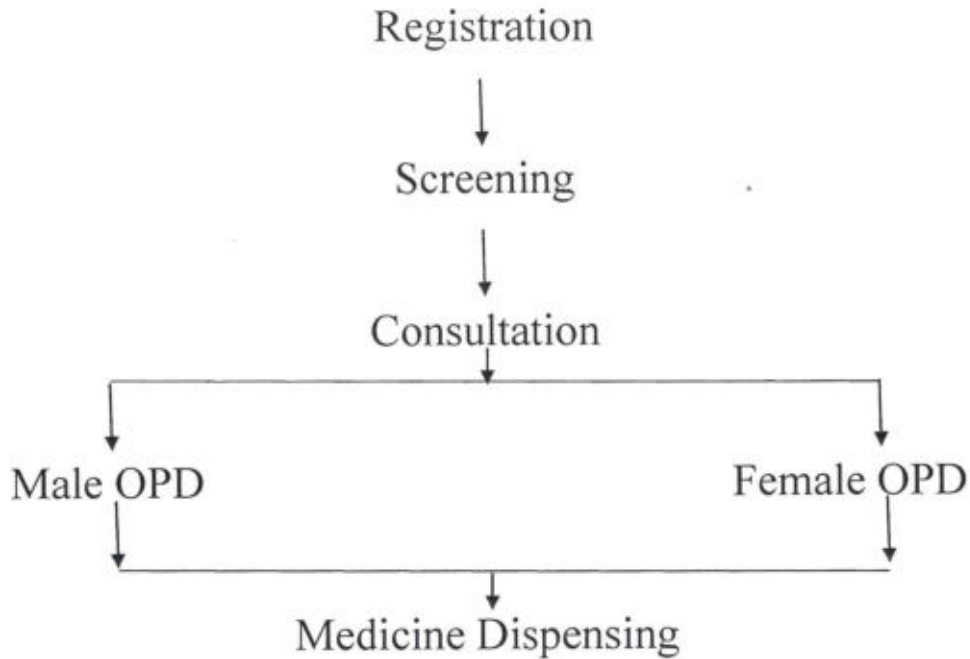 Registration
Screening
Consultation
Male OPD
Female OPD
Medicine Dispensing